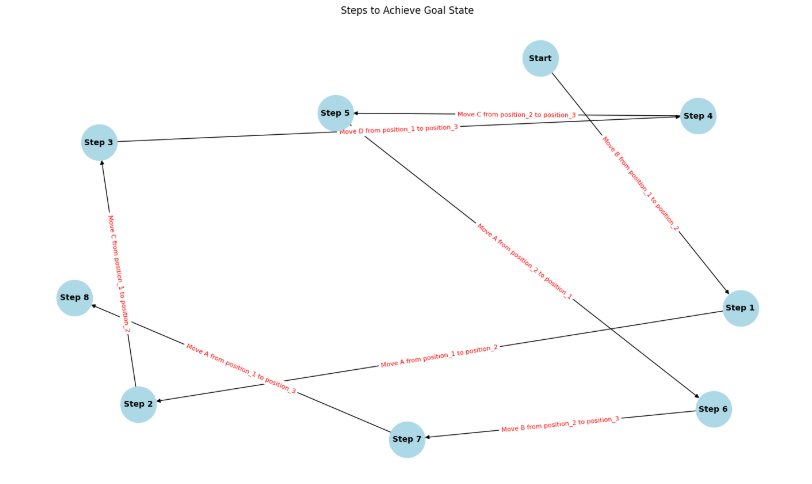 Steps to Achieve Goal State
Start
Step 5
Move C from position_2 to position_3
Step 4
Move D from position_1 to position_3
Step 3
Move B from position_1 to position_2
Move C from position_1 to position_2
Move A from position_2 to position_1
Step 8
Step 1
Move A from position_1 to position_2
Move A from position_1 to position_3
Step 2
Step 6
Move B from position_2 to position_3
Step 7